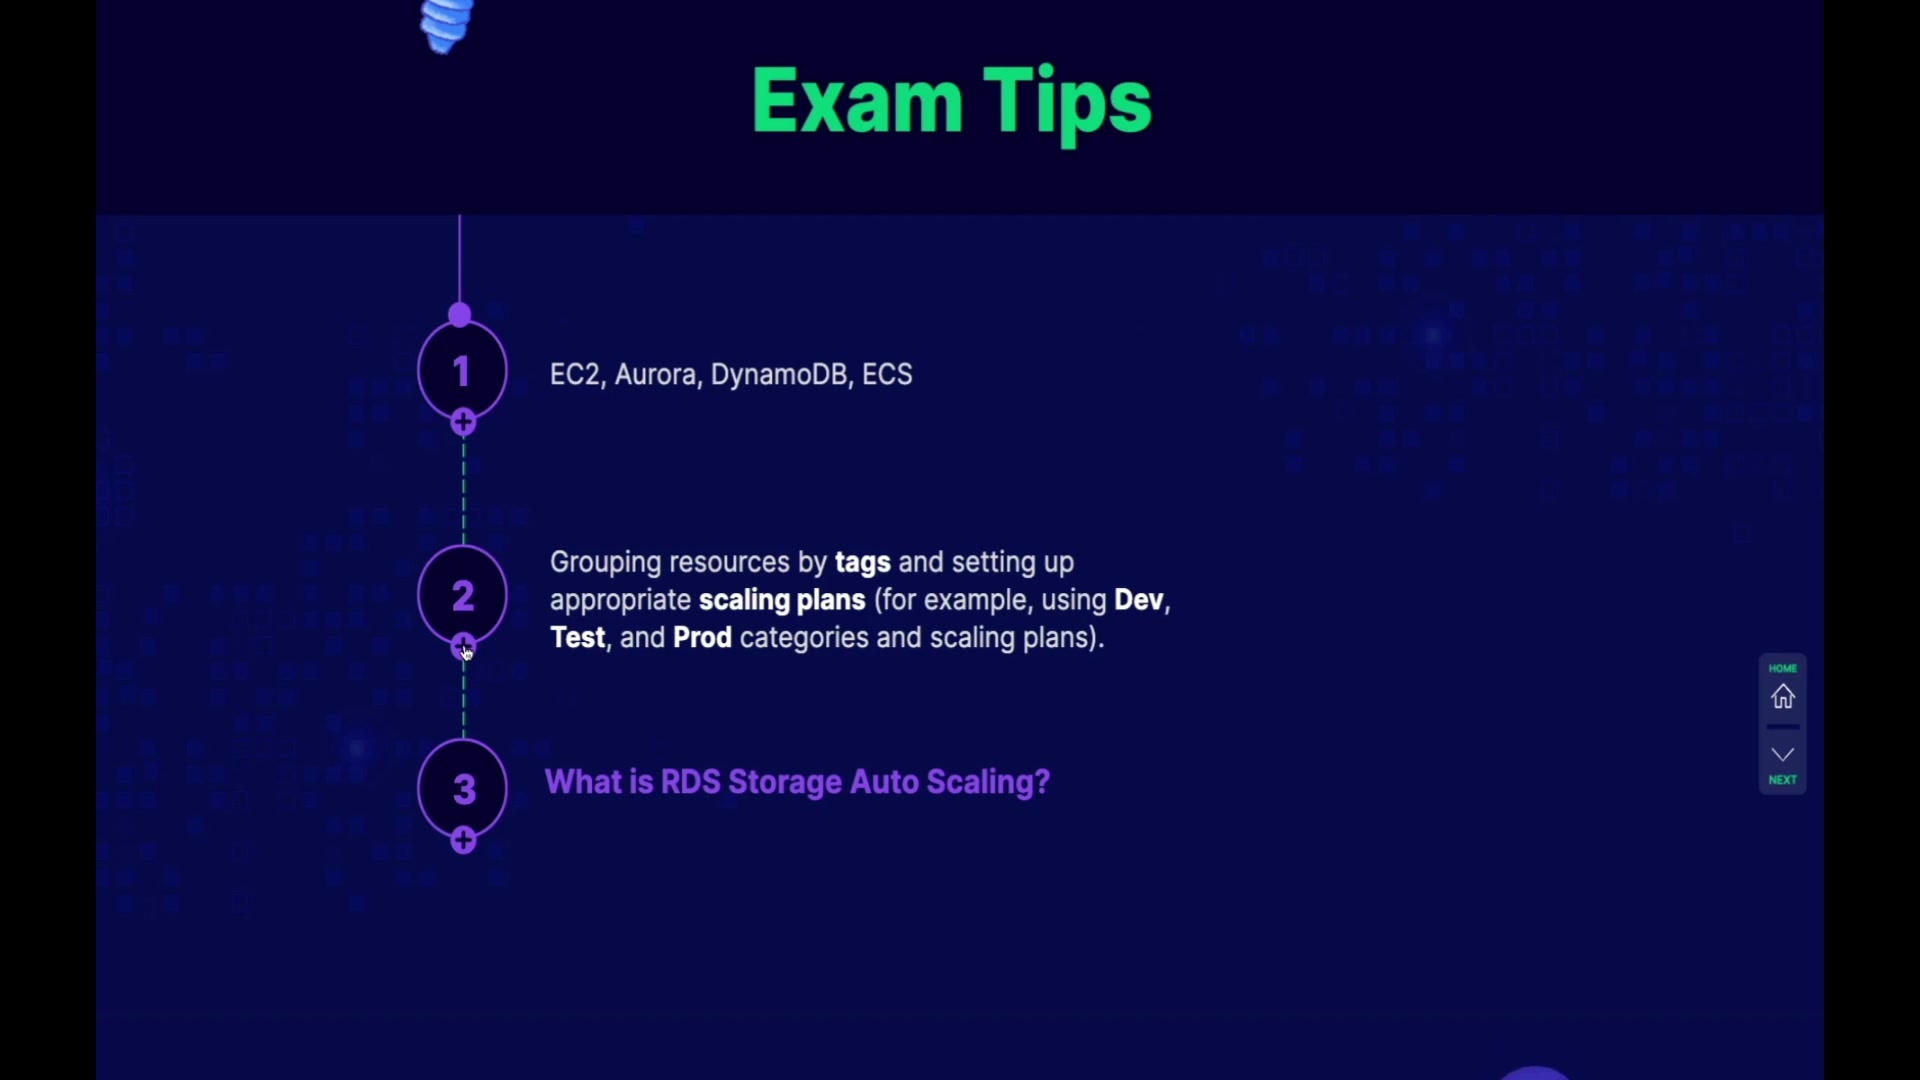 Exam Tips
1
EC2, Aurora, DynamoDB, ECS
2
Grouping resources by tags and setting up
appropriate scaling plans (for example, using Dev,
Test, and Prod categories and scaling plans).
3
What is RDS Storage Auto Scaling?
HOME
NEXT